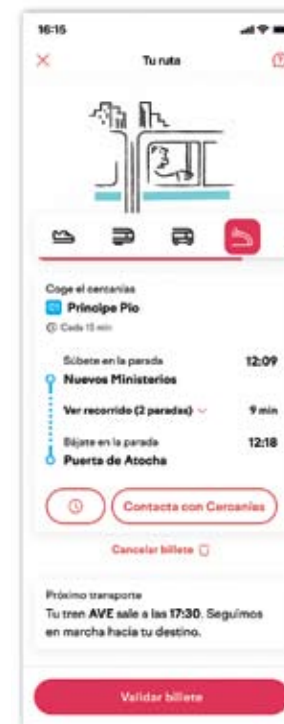 16:15
Tu ruta
Coge el cercanías
C1 Príncipe Pío
Cada 15 min
Súbete en la parada 12:09
Nuevos Ministerios
Ver recorrido (2 paradas) 9 min
Bájate en la parada 12:18
Puerta de Atocha
Contacta con Cercanías
Cancelar billete
Próximo transporte
Tu tren AVE sale a las 17:30. Seguimos
en marcha hacia tu destino.
Validar billete